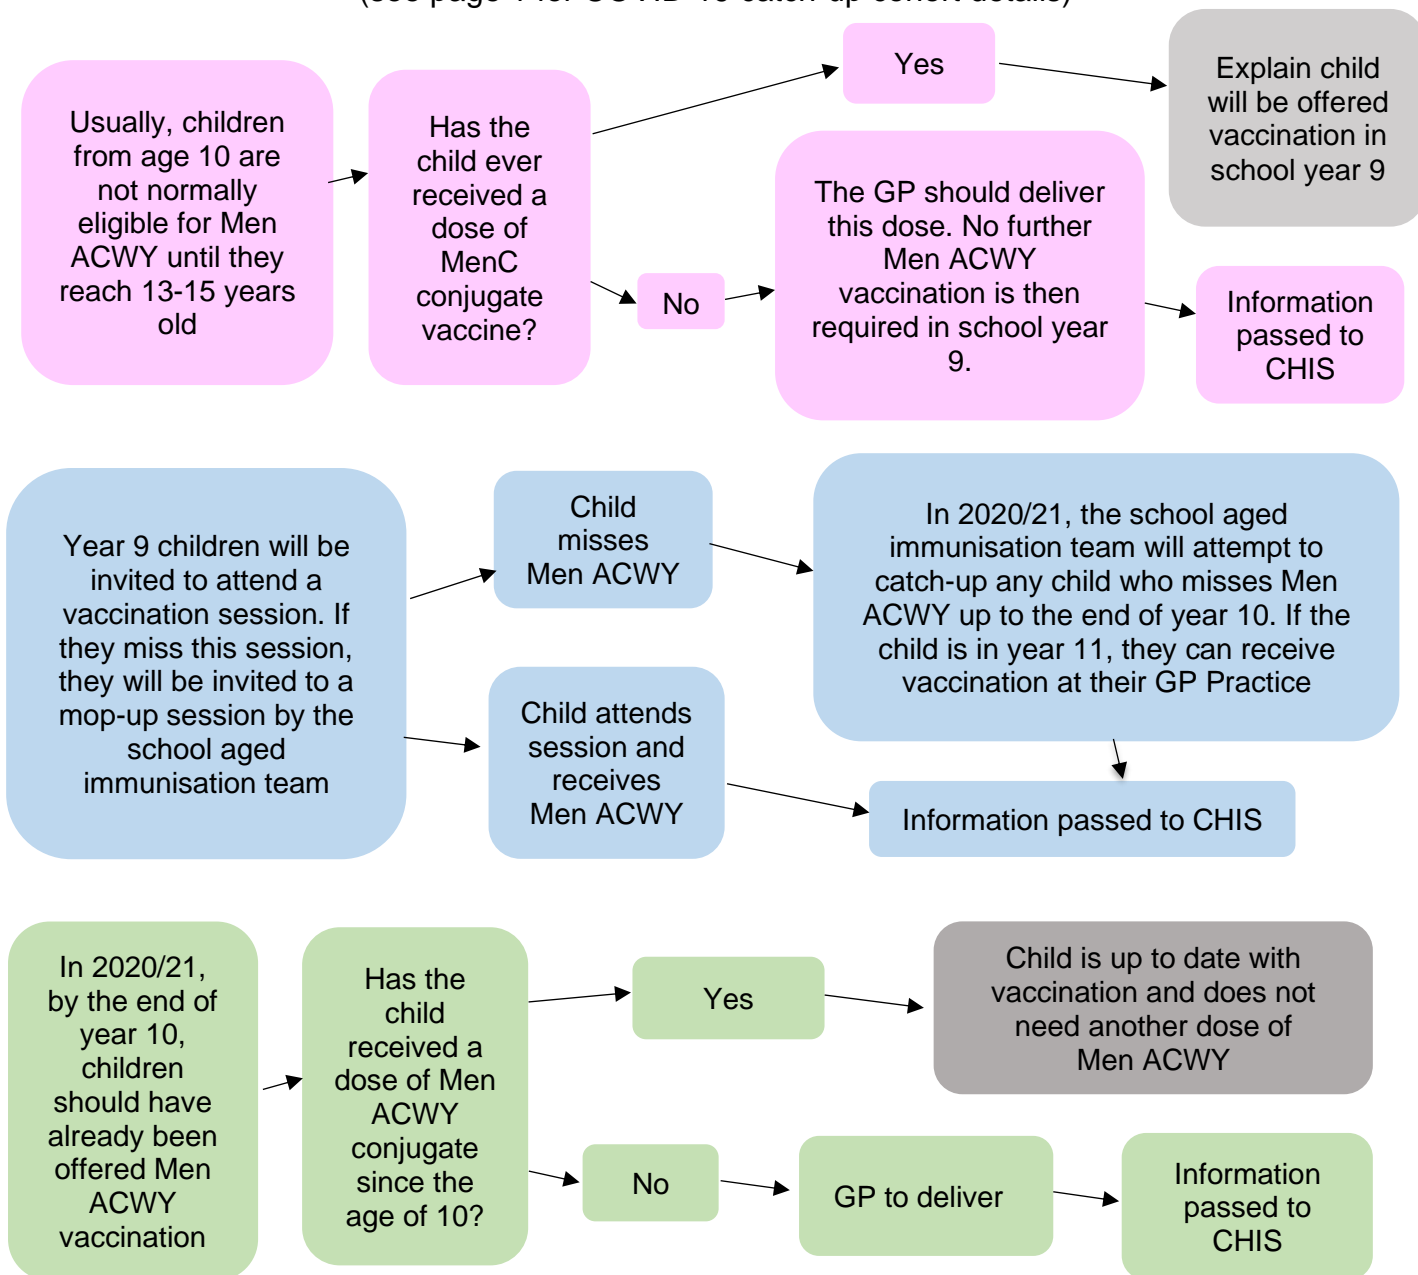 Usually, children
from age 10 are
not normally
eligible for Men
ACWY until they
reach 13-15 years
old
Has the
child ever
received a
dose of
MenC
conjugate
vaccine?
Yes
Explain child
will be offered
vaccination in
school year 9
No
The GP should deliver
this dose. No further
Men ACWY
vaccination is then
required in school year
9.
Information
passed to
CHIS
Year 9 children will be
invited to attend a
vaccination session. If
they miss this session,
they will be invited to a
mop-up session by the
school aged
immunisation team
Child
misses
Men ACWY
In 2020/21, the school aged
immunisation team will attempt to
catch-up any child who misses Men
ACWY up to the end of year 10. If the
child is in year 11, they can receive
vaccination at their GP Practice
Child attends
session and
receives
Men ACWY
Information passed to CHIS
In 2020/21,
by the end of
year 10,
children
should have
already been
offered Men
ACWY
vaccination
Has the
child
received a
dose of Men
ACWY
conjugate
since the
age of 10?
Yes
Child is up to date with
vaccination and does not
need another dose of
Men ACWY
No
GP to deliver
Information
passed to
CHIS